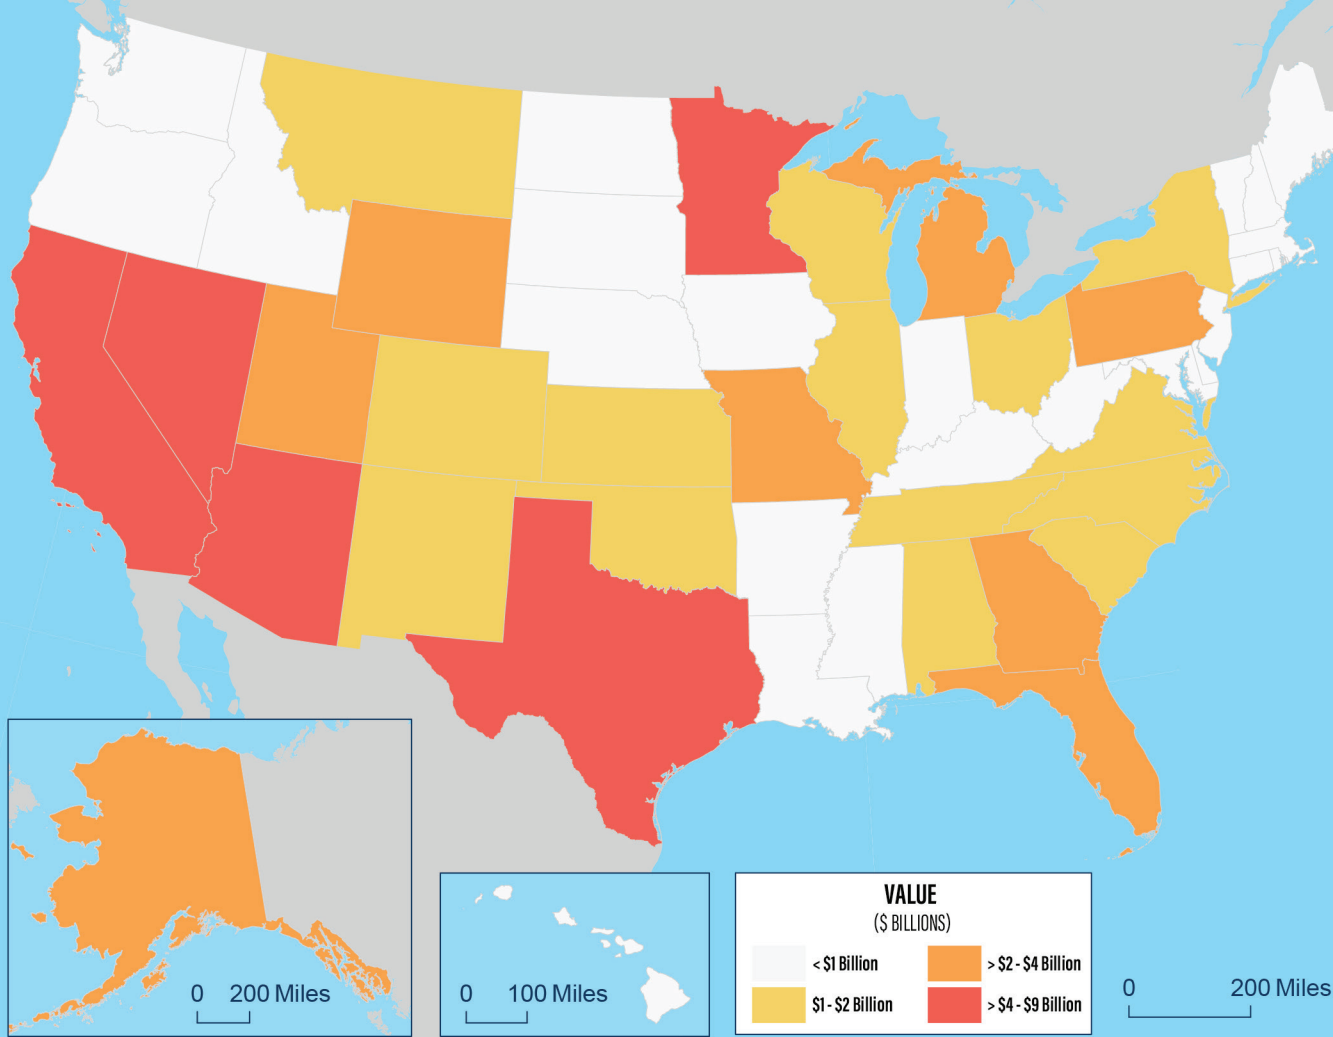 VALUE
($ BILLIONS)
< $1 Billion
> $2 - $4 Billion
$1 - $2 Billion
> $4 - $9 Billion
0 200 Miles
0 100 Miles
0 200 Miles